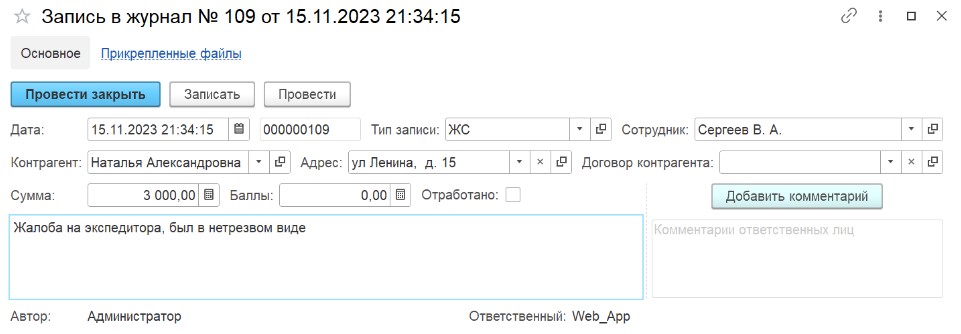 Запись в журнал № 109 от 15.11.2023 21:34:15
Основное Прикрепленные файлы
Провести закрыть Записать Провести
Дата: 15.11.2023 21:34:15 000000109 Тип записи: ЖС Сотрудник: Сергеев В. А.
Контрагент: Наталья Александровна Адрес: ул Ленина, д. 15 Договор контрагента:
Сумма: 3 000,00 Баллы: 0,00 Отработано: Добавить комментарий
Жалоба на экспедитора, был в нетрезвом виде Комментарии ответственных лиц
Автор: Администратор Ответственный: Web_App